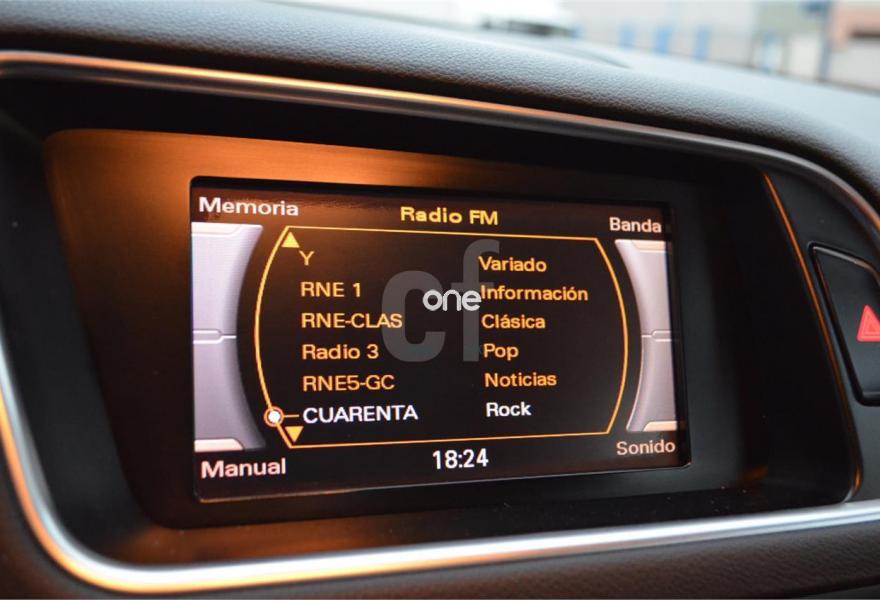 Memoria
Radio FM
Banda
Y Variado
RNE 1 Información
RNE-CLAS Clásica
Radio 3 Pop
RNE5-GC Noticias
CUARENTA Rock
cf one
Manual
18:24
Sonido